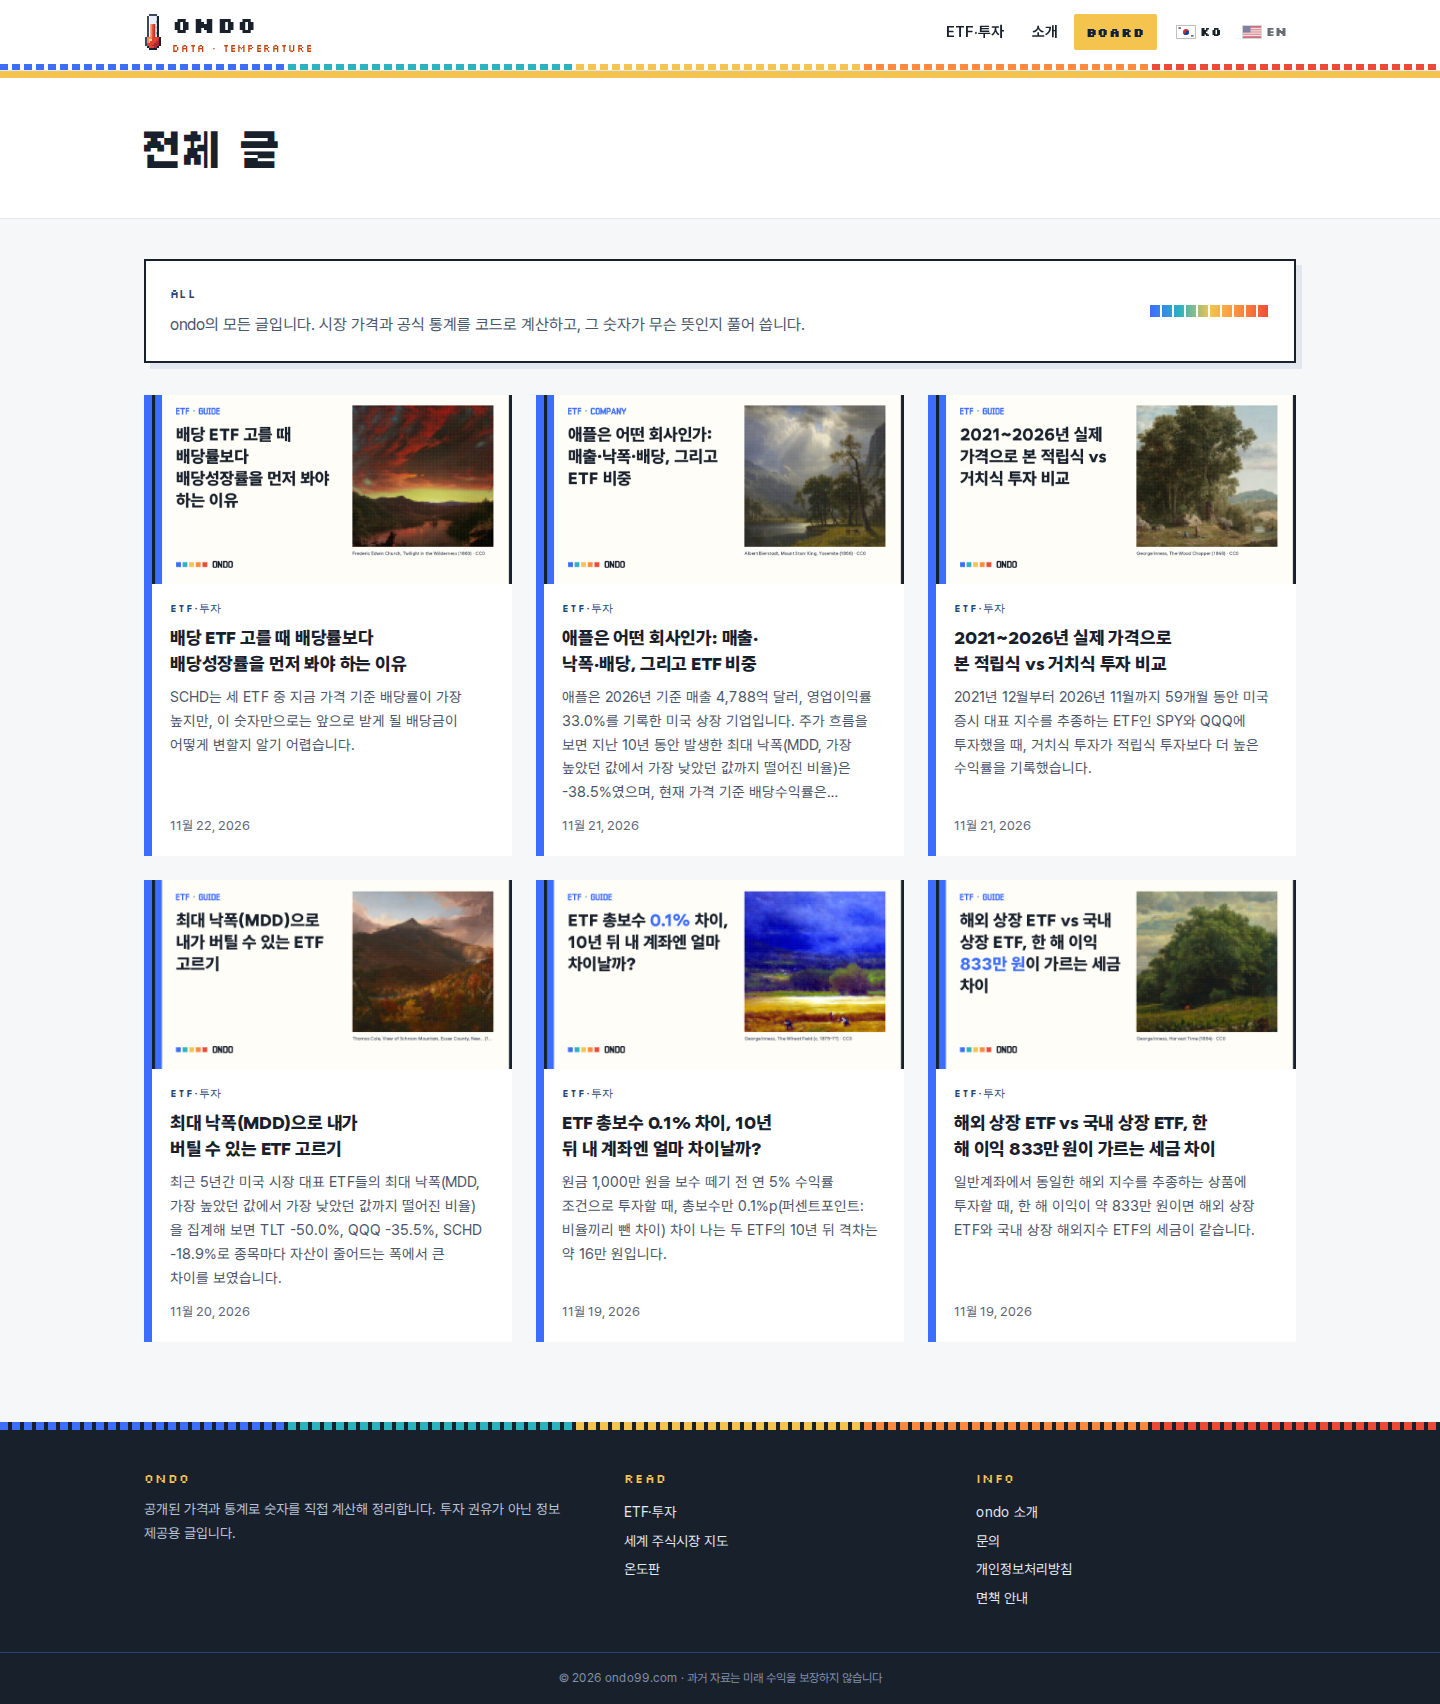 ONDO
DATA · TEMPERATURE
ETF·투자
소개
BOARD
KO
EN
전체 글
ALL
ondo의 모든 글입니다. 시장 가격과 공식 통계를 코드로 계산하고, 그 숫자가 무슨 뜻인지 풀어 씁니다.
ETF · GUIDE
배당 ETF 고를 때
배당률보다
배당성장률을 먼저 봐야
하는 이유
Frederic Edwin Church, Twilight in the Wilderness (1860) · CC0
ONDO
ETF·투자
배당 ETF 고를 때 배당률보다
배당성장률을 먼저 봐야 하는 이유
SCHD는 세 ETF 중 지금 가격 기준 배당률이 가장
높지만, 이 숫자만으로는 앞으로 받게 될 배당금이
어떻게 변할지 알기 어렵습니다.
11월 22, 2026
ETF · COMPANY
애플은 어떤 회사인가:
매출·낙폭·배당, 그리고
ETF 비중
Albert Bierstadt, Mount Starr King, Yosemite (1866) · CC0
ONDO
ETF·투자
애플은 어떤 회사인가: 매출·
낙폭·배당, 그리고 ETF 비중
애플은 2026년 기준 매출 4,788억 달러, 영업이익률
33.0%를 기록한 미국 상장 기업입니다. 주가 흐름을
보면 지난 10년 동안 발생한 최대 낙폭(MDD, 가장
높았던 값에서 가장 낮았던 값까지 떨어진 비율)은
-38.5%였으며, 현재 가격 기준 배당수익률은…
11월 21, 2026
ETF · GUIDE
2021~2026년 실제
가격으로 본 적립식 vs
거치식 투자 비교
George Inness, The Wood Chopper (1849) · CC0
ONDO
ETF·투자
2021~2026년 실제 가격으로
본 적립식 vs 거치식 투자 비교
2021년 12월부터 2026년 11월까지 59개월 동안 미국
증시 대표 지수를 추종하는 ETF인 SPY와 QQQ에
투자했을 때, 거치식 투자가 적립식 투자보다 더 높은
수익률을 기록했습니다.
11월 21, 2026
ETF · GUIDE
최대 낙폭(MDD)으로
내가 버틸 수 있는 ETF
고르기
Thomas Cole, View of Schroon Mountain, Essex County, New... (1...
ONDO
ETF·투자
최대 낙폭(MDD)으로 내가
버틸 수 있는 ETF 고르기
최근 5년간 미국 시장 대표 ETF들의 최대 낙폭(MDD,
가장 높았던 값에서 가장 낮았던 값까지 떨어진 비율)
을 집계해 보면 TLT -50.0%, QQQ -35.5%, SCHD
-18.9%로 종목마다 자산이 줄어드는 폭에서 큰
차이를 보였습니다.
11월 20, 2026
ETF · GUIDE
ETF 총보수 0.1% 차이,
10년 뒤 내 계좌엔 얼마
차이날까?
George Inness, The Wheat Field (c. 1875–77) · CC0
ONDO
ETF·투자
ETF 총보수 0.1% 차이, 10년
뒤 내 계좌엔 얼마 차이날까?
원금 1,000만 원을 보수 떼기 전 연 5% 수익률
조건으로 투자할 때, 총보수만 0.1%p(퍼센트포인트:
비율끼리 뺀 차이) 차이 나는 두 ETF의 10년 뒤 격차는
약 16만 원입니다.
11월 19, 2026
ETF · GUIDE
해외 상장 ETF vs 국내
상장 ETF, 한 해 이익
833만 원이 가르는 세금
차이
George Inness, Harvest Time (1864) · CC0
ONDO
ETF·투자
해외 상장 ETF vs 국내 상장 ETF, 한
해 이익 833만 원이 가르는 세금 차이
일반계좌에서 동일한 해외 지수를 추종하는 상품에
투자할 때, 한 해 이익이 약 833만 원이면 해외 상장
ETF와 국내 상장 해외지수 ETF의 세금이 같습니다.
11월 19, 2026
ONDO
공개된 가격과 통계로 숫자를 직접 계산해 정리합니다. 투자 권유가 아닌 정보
제공용 글입니다.
READ
ETF·투자
세계 주식시장 지도
온도판
INFO
ondo 소개
문의
개인정보처리방침
면책 안내
© 2026 ondo99.com · 과거 자료는 미래 수익을 보장하지 않습니다